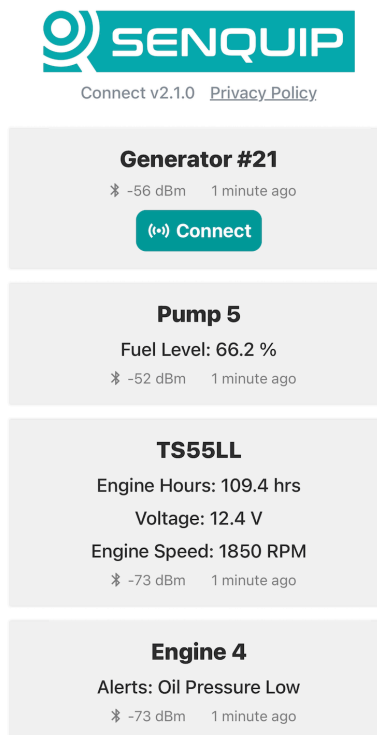 SENQUIP
Connect v2.1.0 Privacy Policy
Generator #21
-56 dBm 1 minute ago
Connect
Pump 5
Fuel Level: 66.2 %
-52 dBm 1 minute ago
TS55LL
Engine Hours: 109.4 hrs
Voltage: 12.4 V
Engine Speed: 1850 RPM
-73 dBm 1 minute ago
Engine 4
Alerts: Oil Pressure Low
-73 dBm 1 minute ago